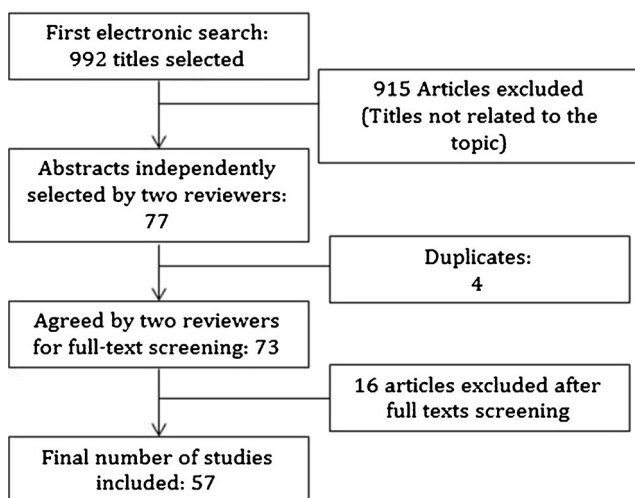 First electronic search:
992 titles selected
915 Articles excluded
(Titles not related to the
topic)
Abstracts independently
selected by two reviewers:
77
Duplicates:
4
Agreed by two reviewers
for full-text screening: 73
16 articles excluded after
full texts screening
Final number of studies
included: 57